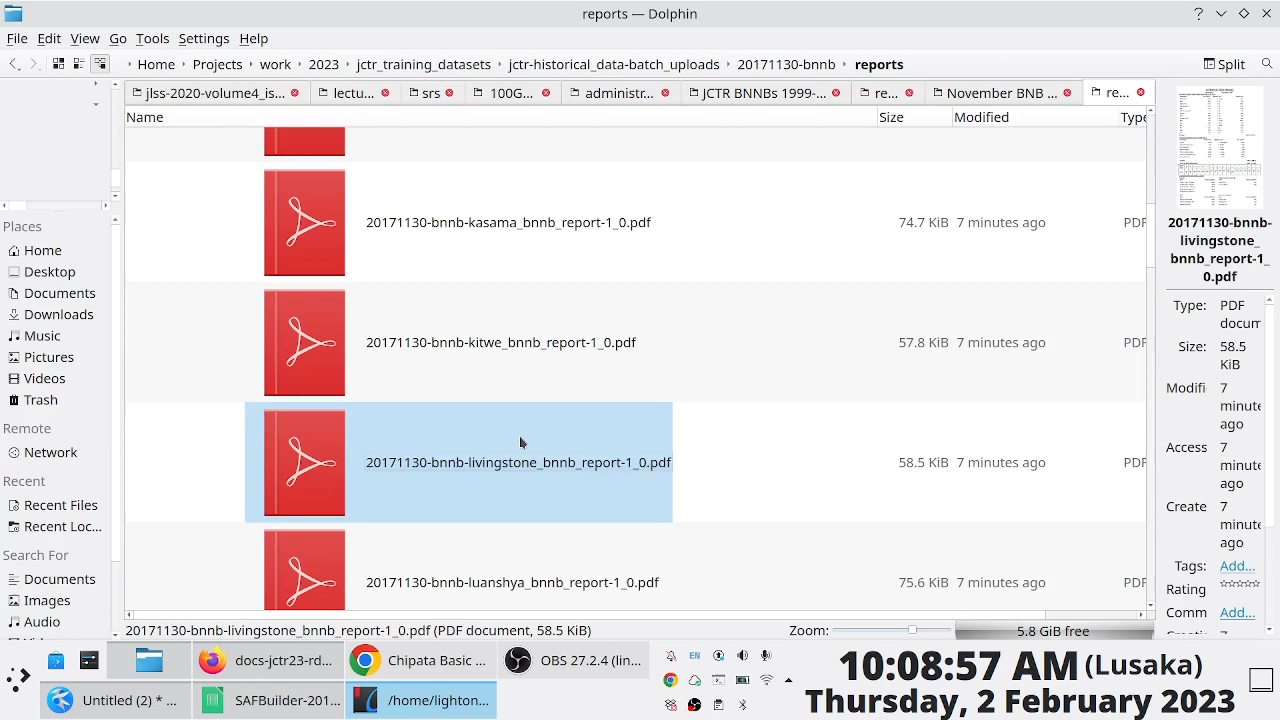 reports — Dolphin
File Edit View Go Tools Settings Help
Home Projects work 2023 jctr_training_datasets jctr-historical_data-batch_uploads 20171130-bnnb reports
Split
jlss-2020-volume4_is... lectu... srs 100G... administr... JCTR BNNBs 1999-... re... November BNB ... re...
Name Size Modified Type
20171130-bnnb-kasama_bnnb_report-1_0.pdf 74.7 KiB 7 minutes ago PDF
20171130-bnnb-kitwe_bnnb_report-1_0.pdf 57.8 KiB 7 minutes ago PDF
20171130-bnnb-livingstone_bnnb_report-1_0.pdf 58.5 KiB 7 minutes ago PDF
20171130-bnnb-luanshya_bnnb_report-1_0.pdf 75.6 KiB 7 minutes ago PDF
Places
Home
Desktop
Documents
Downloads
Music
Pictures
Videos
Trash
Remote
Network
Recent
Recent Files
Recent Loc...
Search For
Documents
Images
Audio
20171130-bnnb-
livingstone_
bnnb_report-1_
0.pdf
Type: PDF
docum
Size: 58.5
KiB
Modifi 7
minute
ago
Access 7
minute
ago
Create 7
minute
ago
Tags: Add...
Rating
Comm Add...
20171130-bnnb-livingstone_bnnb_report-1_0.pdf (PDF document, 58.5 KiB)
Zoom: 5.8 GiB free
docs-jctr23-rd... Chipata Basic ... OBS 27.2.4 (lin...
Untitled (2) * ... SAFBuilder-201... /home/lighton...
EN
10:08:57 AM (Lusaka)
Thursday, 2 February 2023